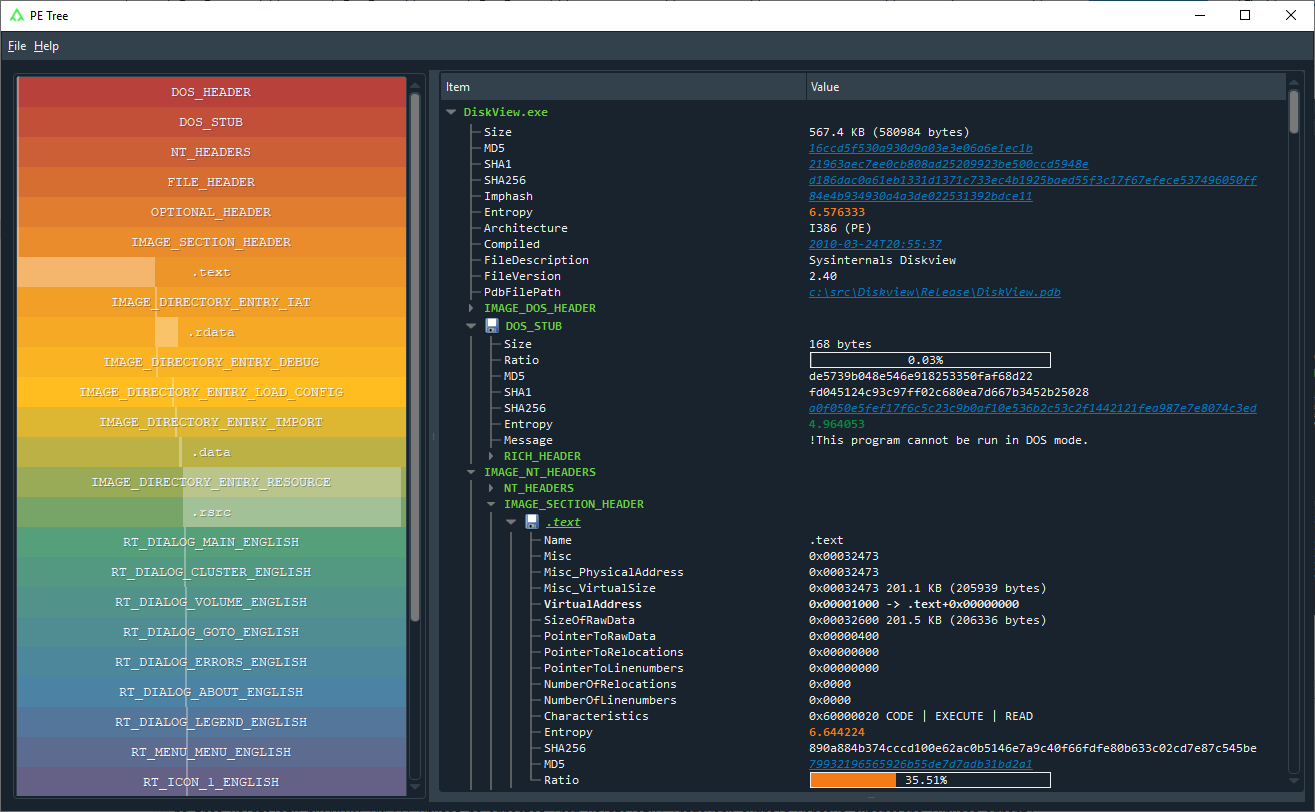 PE Tree
File Help
DOS_HEADER
DOS_STUB
NT_HEADERS
FILE_HEADER
OPTIONAL_HEADER
IMAGE_SECTION_HEADER
.text
IMAGE_DIRECTORY_ENTRY_IAT
.rdata
IMAGE_DIRECTORY_ENTRY_DEBUG
IMAGE_DIRECTORY_ENTRY_LOAD_CONFIG
IMAGE_DIRECTORY_ENTRY_IMPORT
.data
IMAGE_DIRECTORY_ENTRY_RESOURCE
.rsrc
RT_DIALOG_MAIN_ENGLISH
RT_DIALOG_CLUSTER_ENGLISH
RT_DIALOG_VOLUME_ENGLISH
RT_DIALOG_GOTO_ENGLISH
RT_DIALOG_ERRORS_ENGLISH
RT_DIALOG_ABOUT_ENGLISH
RT_DIALOG_LEGEND_ENGLISH
RT_MENU_MENU_ENGLISH
RT_ICON_1_ENGLISH
Item Value
DiskView.exe
Size 567.4 KB (580984 bytes)
MD5 16ccd5f530a930d9a03e3e06a6e1ec1b
SHA1 21963aec7ee0cb808ad25209923be500ccd5948e
SHA256 d186dac0a61eb1331d1371c733ec4b1925baed55f3c17f67efece537496050ff
Imphash 84e4b934930a4a3de022531392bdce11
Entropy 6.576333
Architecture I386 (PE)
Compiled 2010-03-24T20:55:37
FileDescription Sysinternals Diskview
FileVersion 2.40
PdbFilePath c:\src\Diskview\Release\DiskView.pdb
IMAGE_DOS_HEADER
DOS_STUB
Size 168 bytes
Ratio 0.03%
MD5 de5739b048e546e918253350faf68d22
SHA1 fd045124c93c97ff02c680ea7d667b3452b25028
SHA256 a0f050e5fef17f6c5c23c9b0af10e536b2c53c2f1442121fea987e7e8074c3ed
Entropy 4.964053
Message !This program cannot be run in DOS mode.
RICH_HEADER
IMAGE_NT_HEADERS
NT_HEADERS
IMAGE_SECTION_HEADER
.text
Name .text
Misc 0x00032473
Misc_PhysicalAddress 0x00032473
Misc_VirtualSize 0x00032473 201.1 KB (205939 bytes)
VirtualAddress 0x00001000 -> .text+0x00000000
SizeOfRawData 0x00032600 201.5 KB (206336 bytes)
PointerToRawData 0x00000400
PointerToRelocations 0x00000000
PointerToLinenumbers 0x00000000
NumberOfRelocations 0x0000
NumberOfLinenumbers 0x0000
Characteristics 0x60000020 CODE | EXECUTE | READ
Entropy 6.644224
SHA256 890a884b374cccd100e62ac0b5146e7a9c40f66fdfe80b633c02cd7e87c545be
MD5 79932196565926b55de7d7adb31bd2a1
Ratio 35.51%